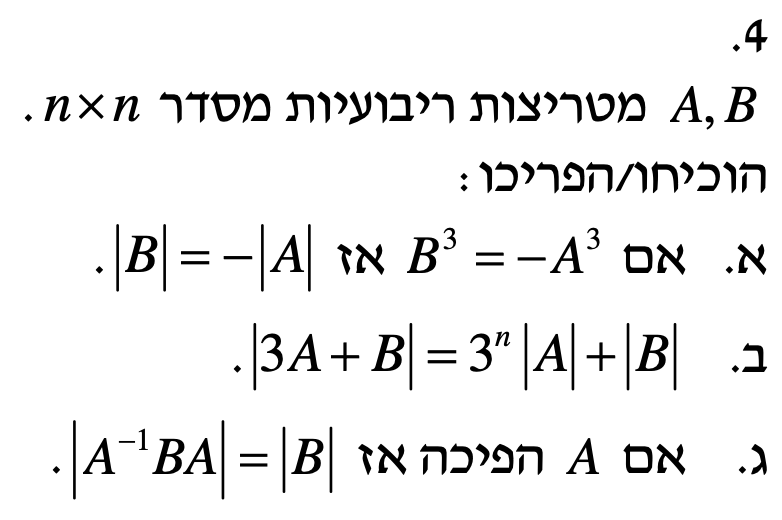 4.
A, B מטריצות ריבועיות מסדר n×n.
הוכיחו/הפריכו:
א. אם B³ = −A³ אז |B| = −|A|.
ב. |3A + B| = 3ⁿ|A| + |B|.
ג. אם A הפיכה אז |A⁻¹BA| = |B|.